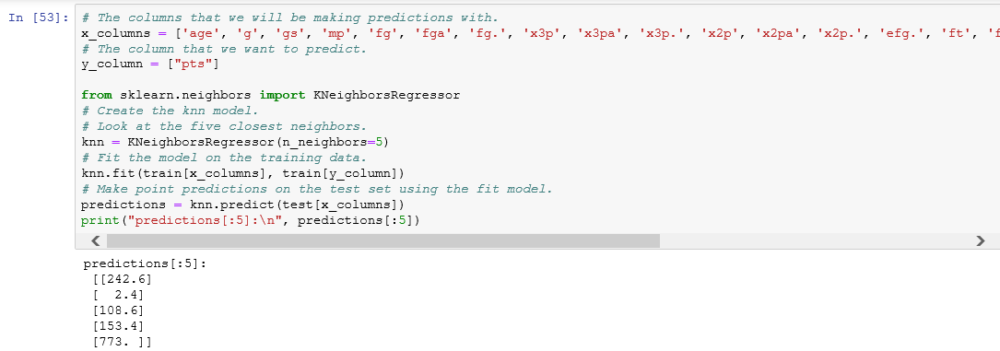 In [53]: # The columns that we will be making predictions with.
x_columns = ['age', 'g', 'gs', 'mp', 'fg', 'fga', 'fg.', 'x3p', 'x3pa', 'x3p.', 'x2p', 'x2pa', 'x2p.', 'efg.', 'ft', 'f
# The column that we want to predict.
y_column = ["pts"]
from sklearn.neighbors import KNeighborsRegressor
# Create the knn model.
# Look at the five closest neighbors.
knn = KNeighborsRegressor(n_neighbors=5)
# Fit the model on the training data.
knn.fit(train[x_columns], train[y_column])
# Make point predictions on the test set using the fit model.
predictions = knn.predict(test[x_columns])
print("predictions[:5]:\n", predictions[:5])
predictions[:5]:
[[242.6]
[  2.4]
[108.6]
[153.4]
[773. ]]